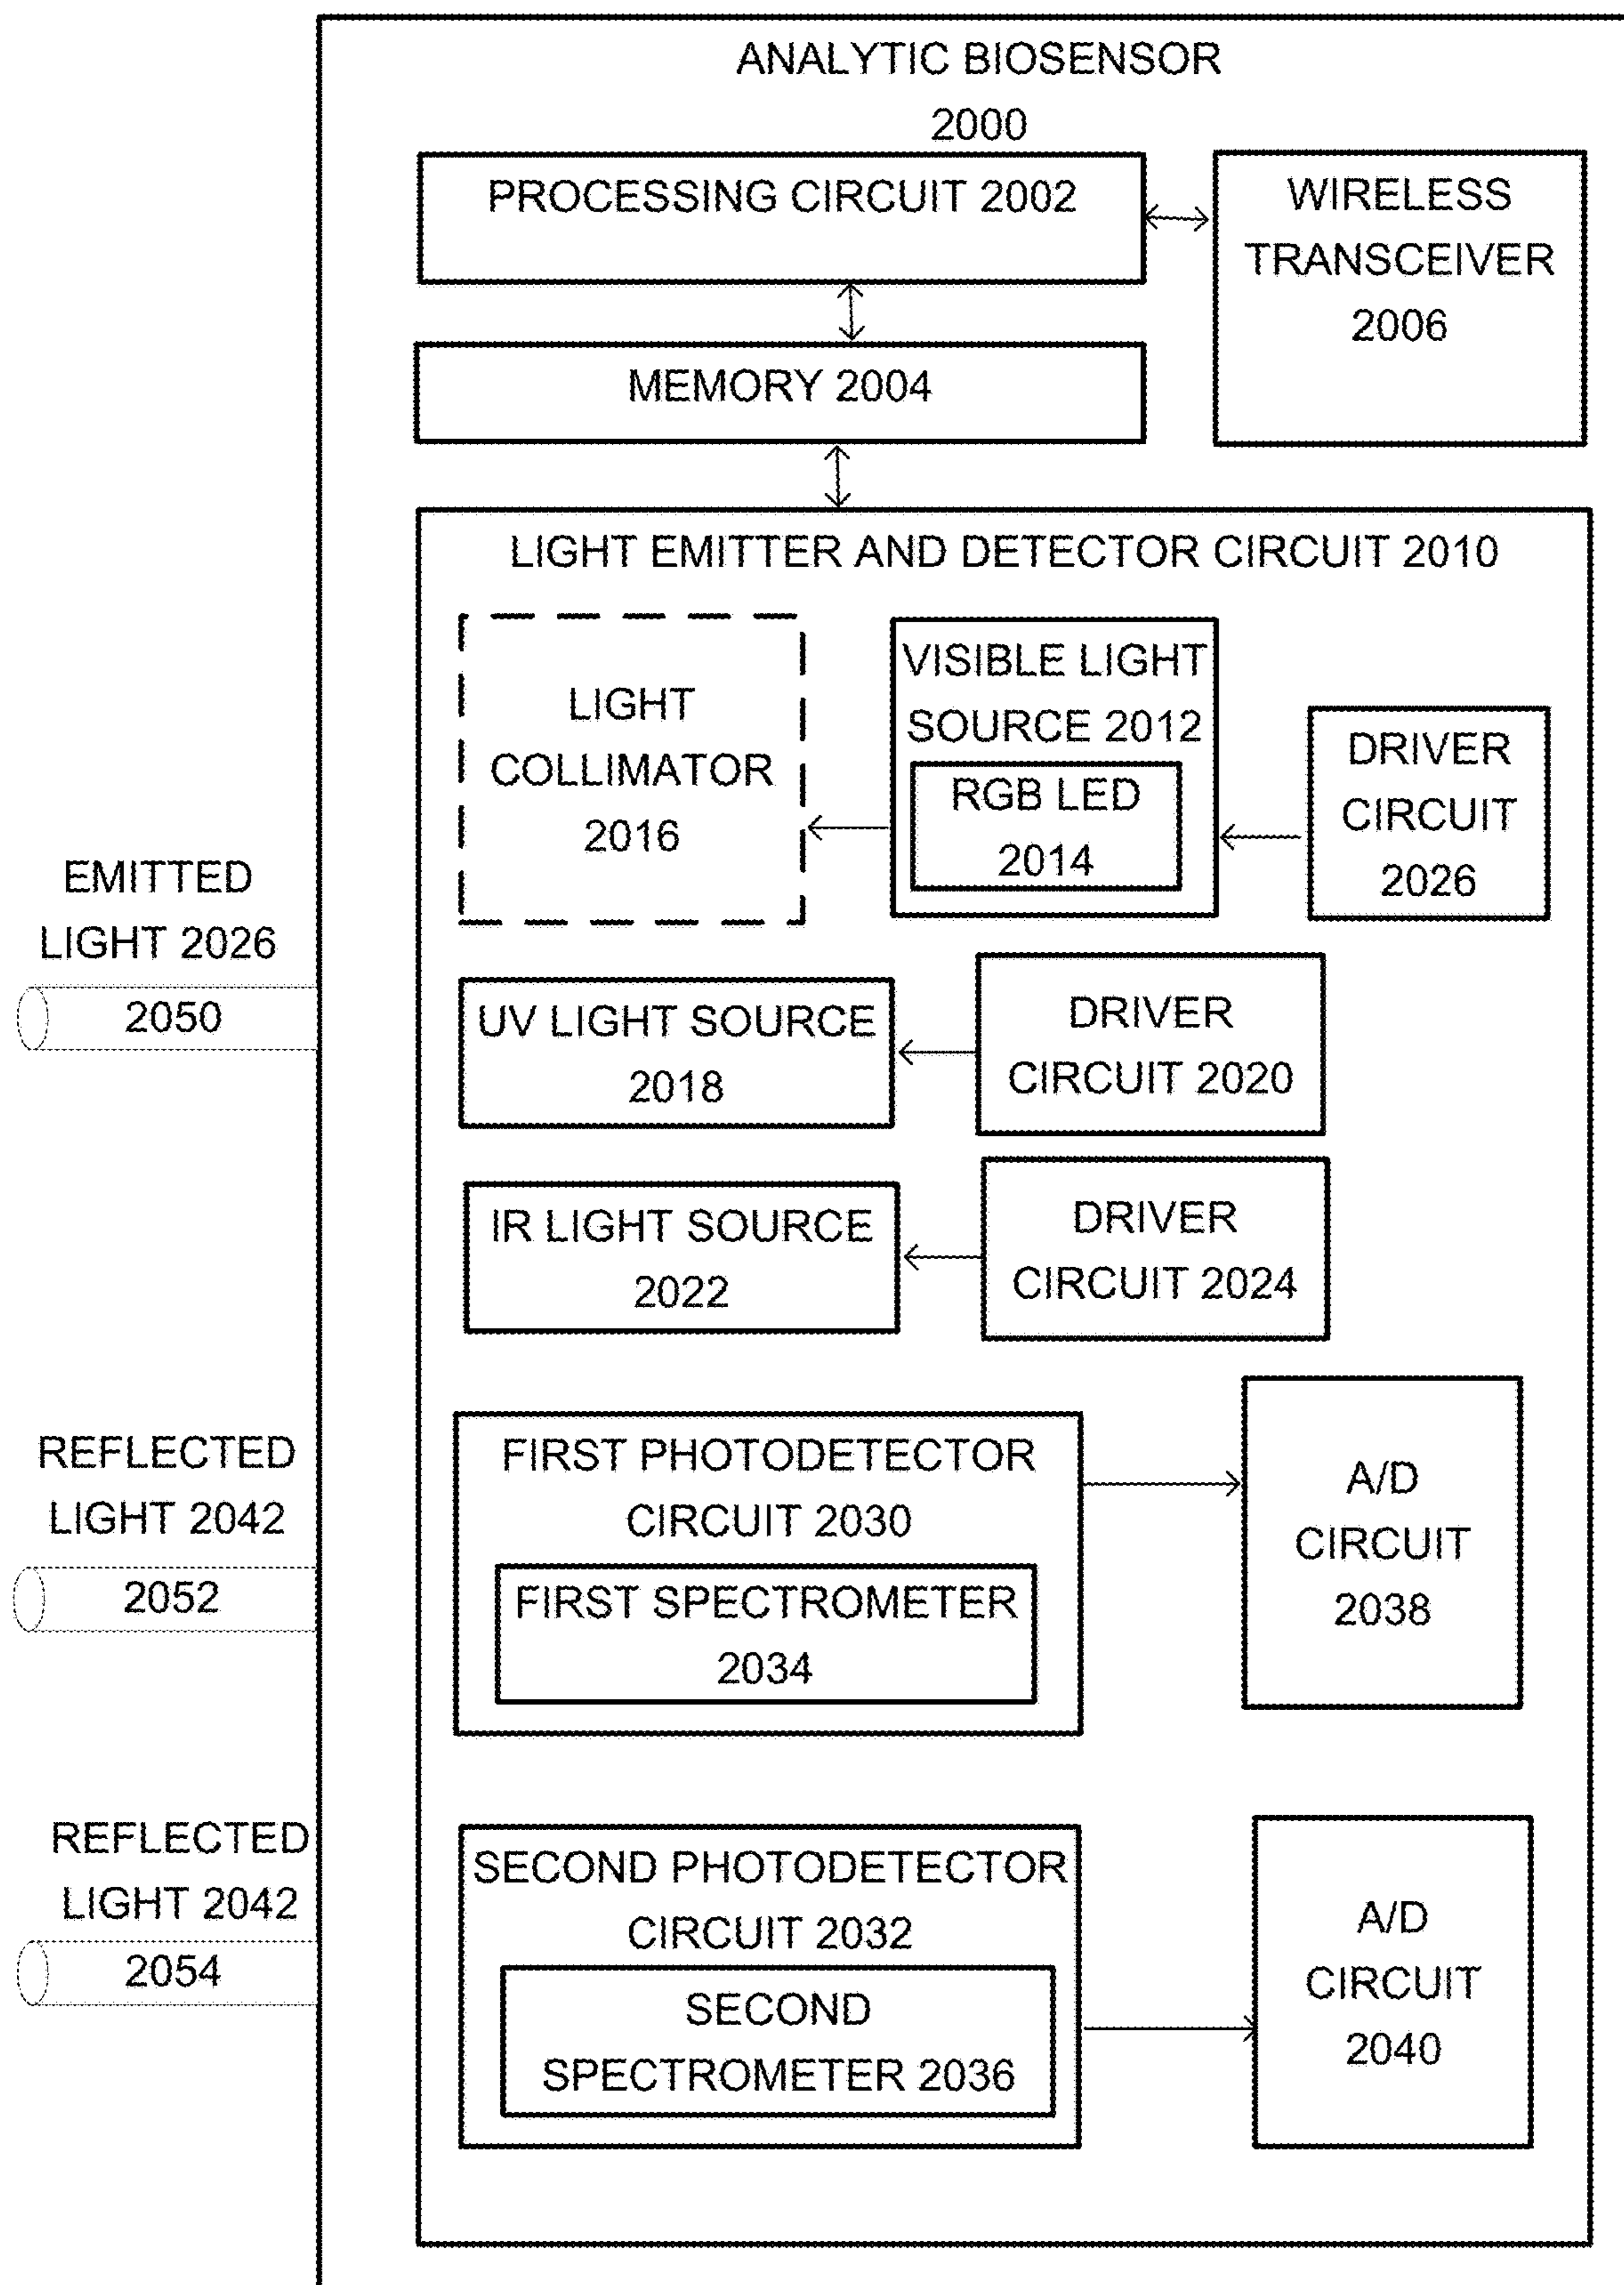 ANALYTIC BIOSENSOR
2000
PROCESSING CIRCUIT 2002
WIRELESS
TRANSCEIVER
2006
MEMORY 2004
LIGHT EMITTER AND DETECTOR CIRCUIT 2010
LIGHT
COLLIMATOR
2016
VISIBLE LIGHT
SOURCE 2012
RGB LED
2014
DRIVER
CIRCUIT
2026
EMITTED
LIGHT 2026
2050
UV LIGHT SOURCE
2018
DRIVER
CIRCUIT 2020
IR LIGHT SOURCE
2022
DRIVER
CIRCUIT 2024
REFLECTED
LIGHT 2042
2052
FIRST PHOTODETECTOR
CIRCUIT 2030
FIRST SPECTROMETER
2034
A/D
CIRCUIT
2038
REFLECTED
LIGHT 2042
2054
SECOND PHOTODETECTOR
CIRCUIT 2032
SECOND
SPECTROMETER 2036
A/D
CIRCUIT
2040